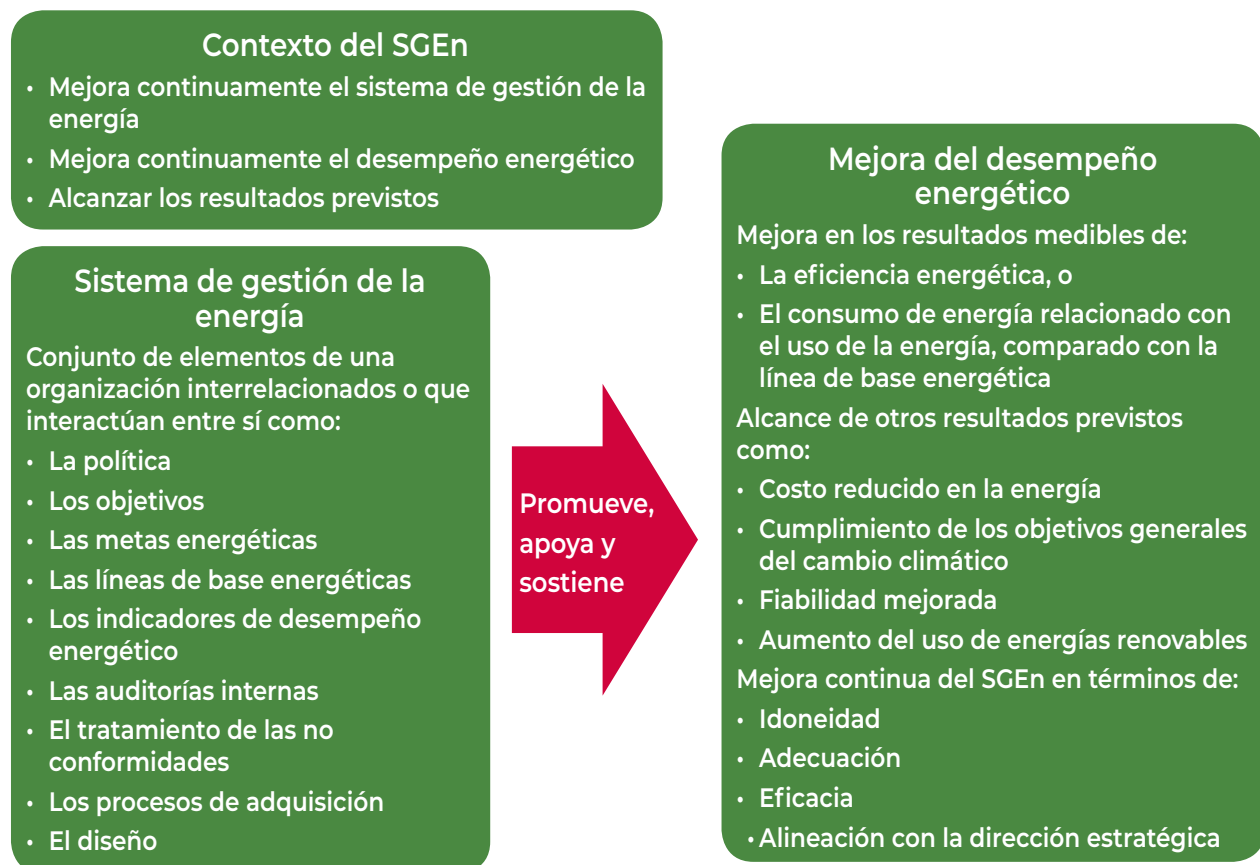 Contexto del SGEn
• Mejora continuamente el sistema de gestión de la
energía
• Mejora continuamente el desempeño energético
• Alcanzar los resultados previstos
Sistema de gestión de la
energía
Conjunto de elementos de una
organización interrelacionados o que
interactúan entre sí como:
• La política
• Los objetivos
• Las metas energéticas
• Las líneas de base energéticas
• Los indicadores de desempeño
energético
• Las auditorías internas
• El tratamiento de las no
conformidades
• Los procesos de adquisición
• El diseño
Promueve,
apoya y
sostiene
Mejora del desempeño
energético
Mejora en los resultados medibles de:
• La eficiencia energética, o
• El consumo de energía relacionado con
el uso de la energía, comparado con la
línea de base energética
Alcance de otros resultados previstos
como:
• Costo reducido en la energía
• Cumplimiento de los objetivos generales
del cambio climático
• Fiabilidad mejorada
• Aumento del uso de energías renovables
Mejora continua del SGEn en términos de:
• Idoneidad
• Adecuación
• Eficacia
• Alineación con la dirección estratégica